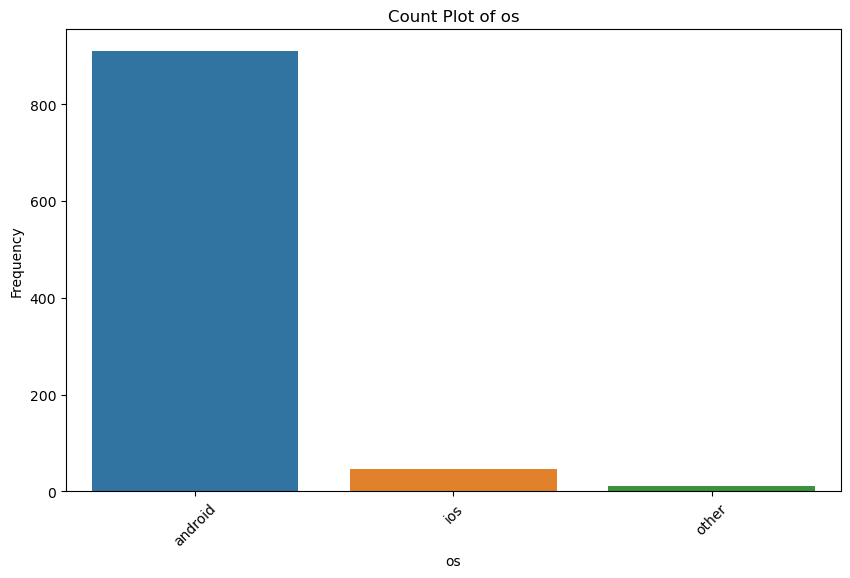 Count Plot of os
Frequency
800
600
400
200
0
android
ios
other
os